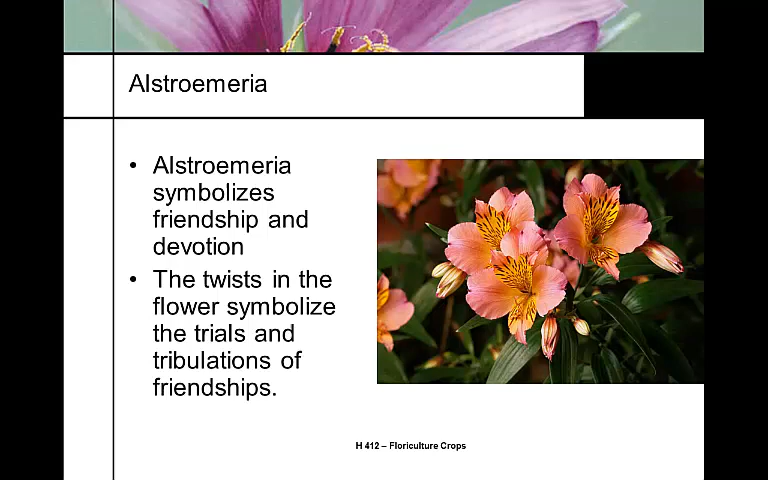 Alstroemeria
• Alstroemeria
symbolizes
friendship and
devotion
• The twists in the
flower symbolize
the trials and
tribulations of
friendships.
H 412 – Floriculture Crops